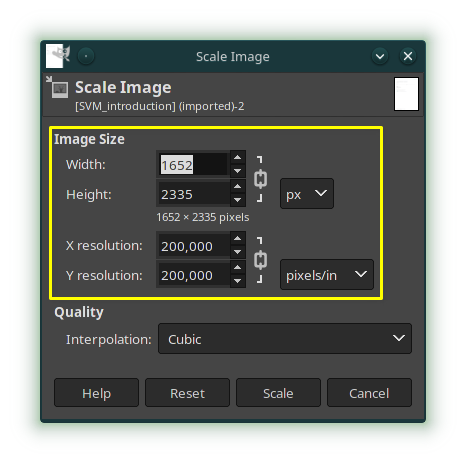 Scale Image
Scale Image
[SVM_introduction] (imported)-2
Image Size
Width: 1652
Height: 2335 px
1652 × 2335 pixels
X resolution: 200,000
Y resolution: 200,000 pixels/in
Quality
Interpolation: Cubic
Help Reset Scale Cancel